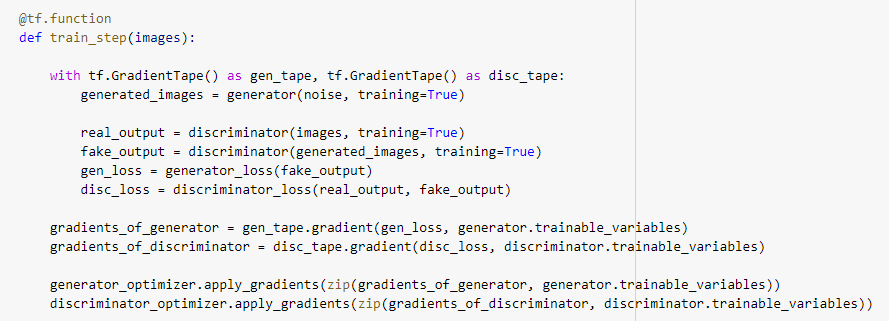 @tf.function
def train_step(images):
with tf.GradientTape() as gen_tape, tf.GradientTape() as disc_tape:
generated_images = generator(noise, training=True)
real_output = discriminator(images, training=True)
fake_output = discriminator(generated_images, training=True)
gen_loss = generator_loss(fake_output)
disc_loss = discriminator_loss(real_output, fake_output)
gradients_of_generator = gen_tape.gradient(gen_loss, generator.trainable_variables)
gradients_of_discriminator = disc_tape.gradient(disc_loss, discriminator.trainable_variables)
generator_optimizer.apply_gradients(zip(gradients_of_generator, generator.trainable_variables))
discriminator_optimizer.apply_gradients(zip(gradients_of_discriminator, discriminator.trainable_variables))